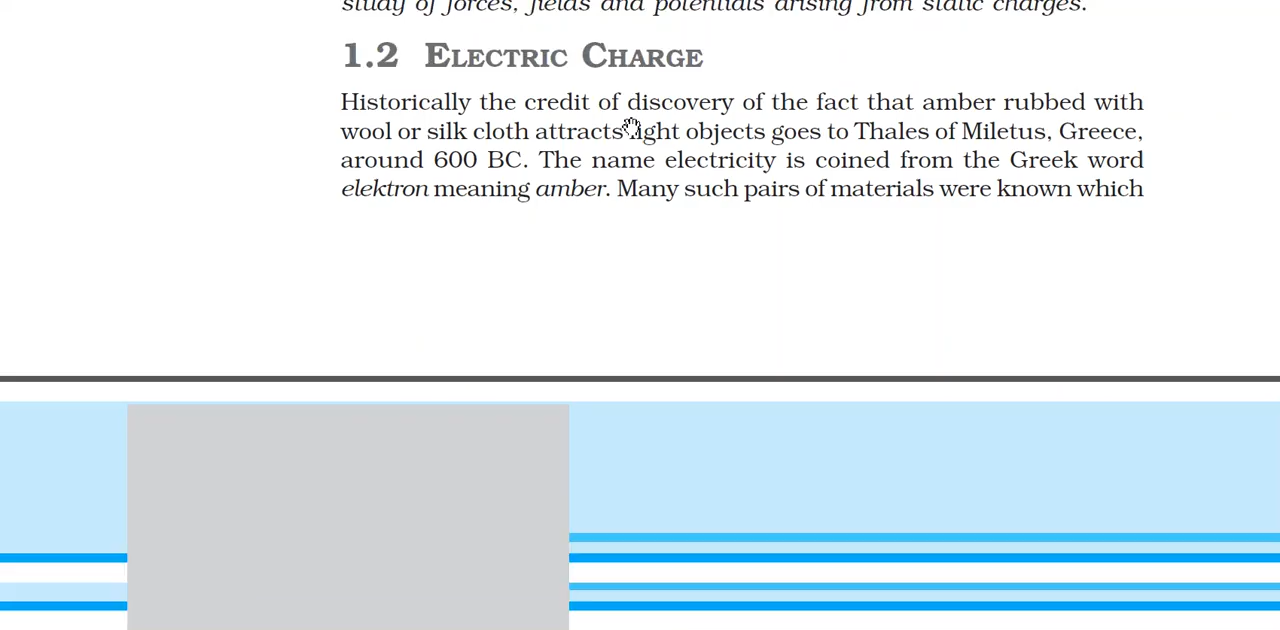 study of forces, fields and potentials arising from static charges.
1.2 ELECTRIC CHARGE
Historically the credit of discovery of the fact that amber rubbed with
wool or silk cloth attracts light objects goes to Thales of Miletus, Greece,
around 600 BC. The name electricity is coined from the Greek word
elektron meaning amber. Many such pairs of materials were known which